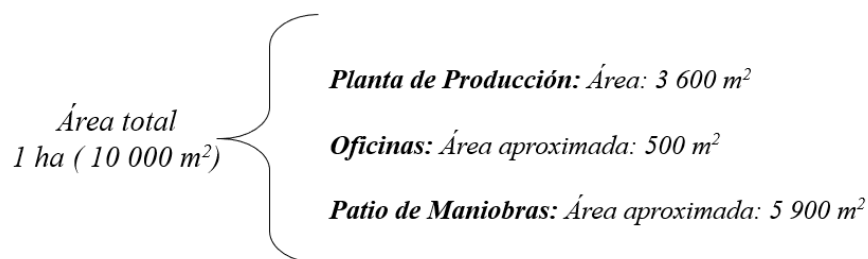 Área total
1 ha ( 10 000 m²)
Planta de Producción: Área: 3 600 m²
Oficinas: Área aproximada: 500 m²
Patio de Maniobras: Área aproximada: 5 900 m²